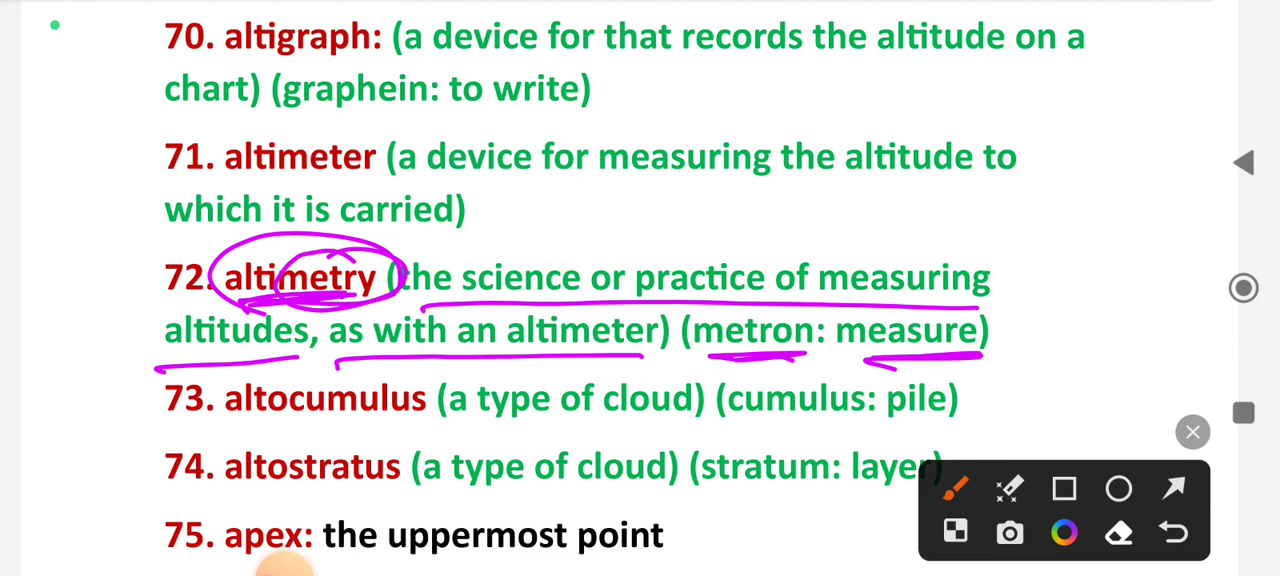 70. altigraph: (a device for that records the altitude on a
chart) (graphein: to write)
71. altimeter (a device for measuring the altitude to
which it is carried)
72. altimetry (the science or practice of measuring
altitudes, as with an altimeter) (metron: measure)
73. altocumulus (a type of cloud) (cumulus: pile)
74. altostratus (a type of cloud) (stratum: layer)
75. apex: the uppermost point